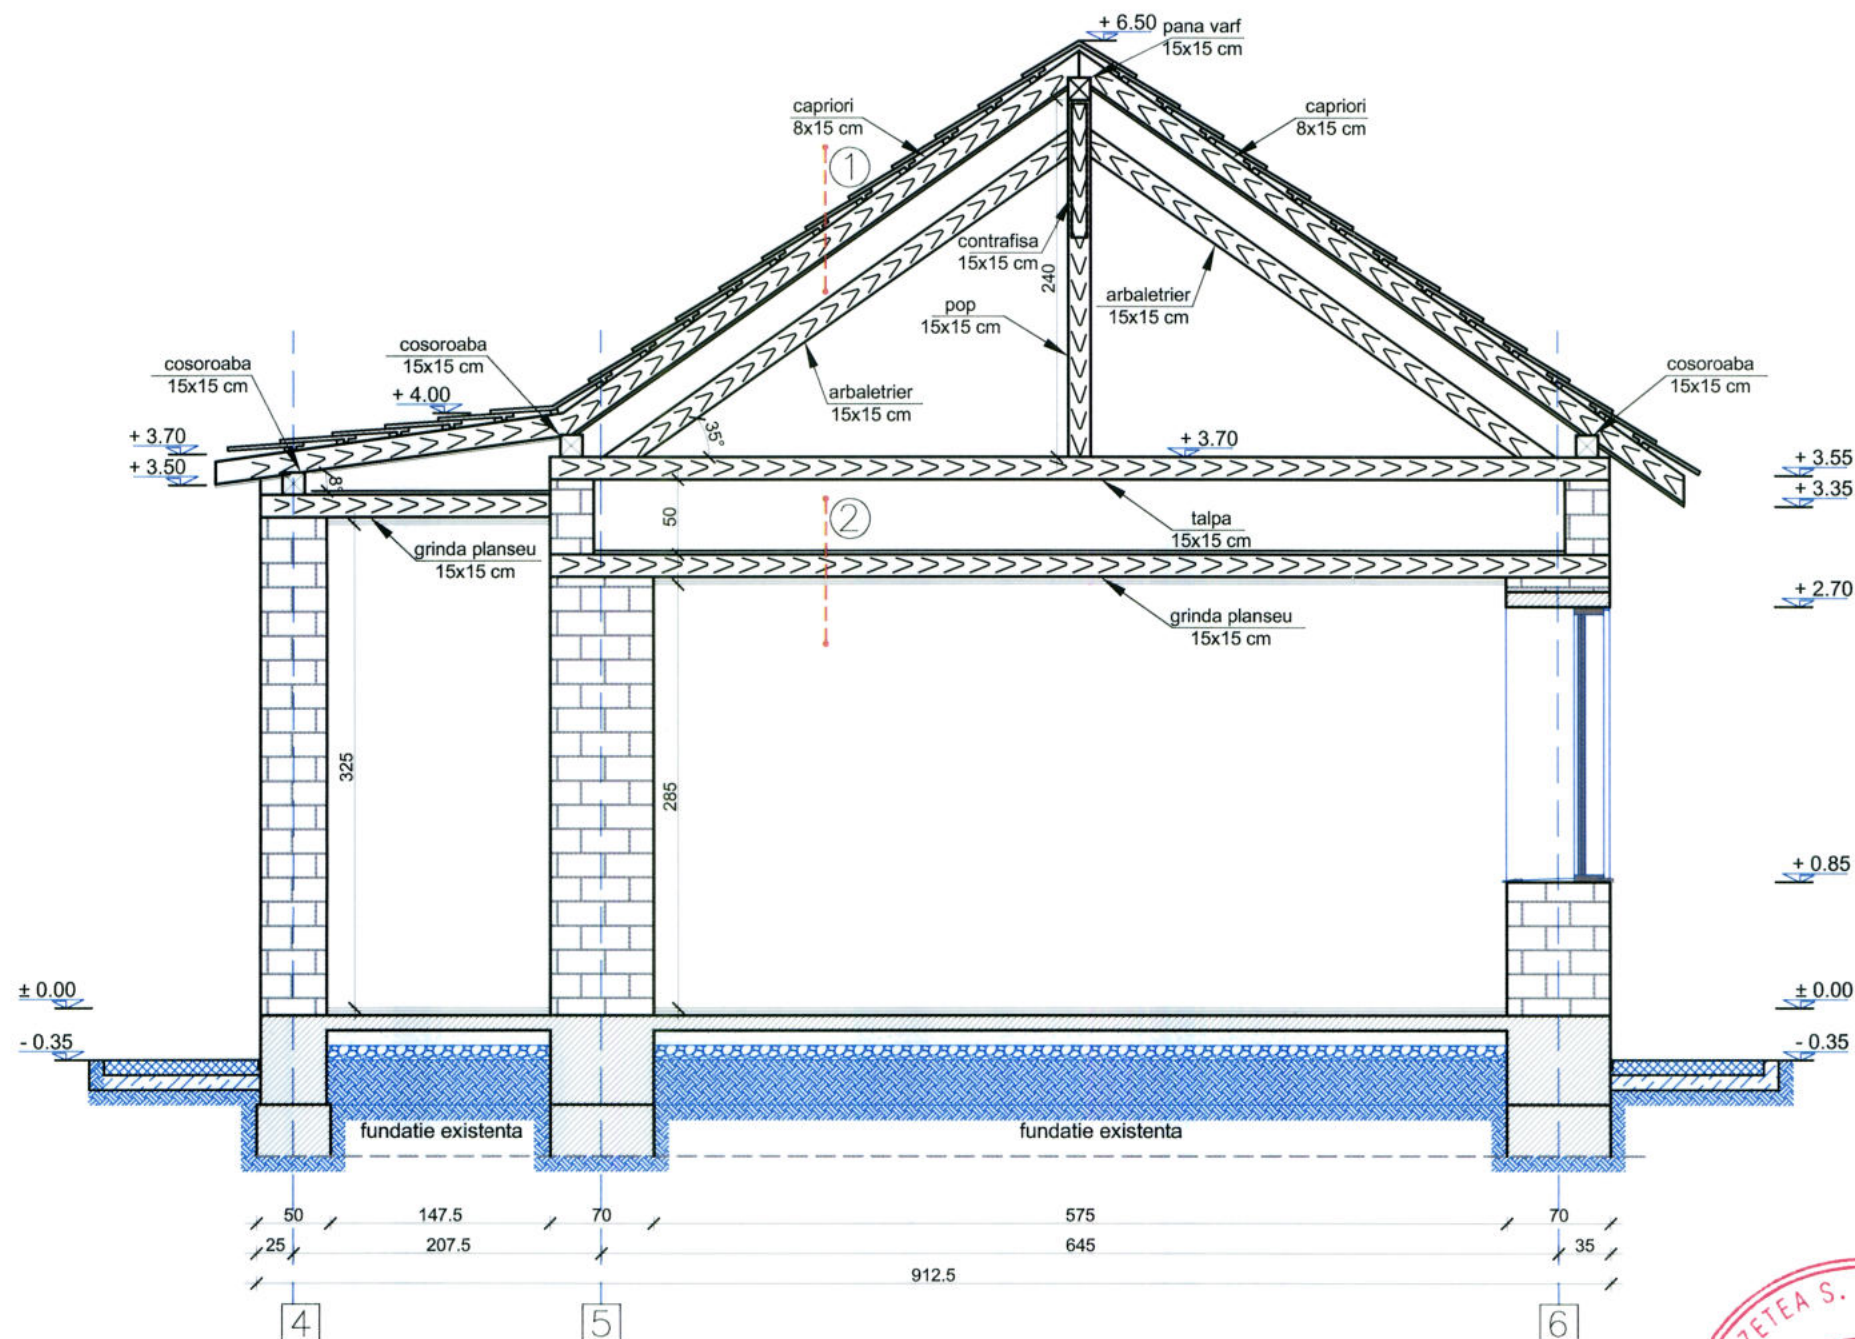 + 6.50
pana varf
15x15 cm
capriori
8x15 cm
capriori
8x15 cm
1
contrafisa
15x15 cm
240
arbaletrier
15x15 cm
pop
15x15 cm
cosoroaba
15x15 cm
cosoroaba
15x15 cm
cosoroaba
15x15 cm
arbaletrier
15x15 cm
+ 4.00
35°
+ 3.70
+ 3.70
+ 3.50
8°
+ 3.55
+ 3.35
50
2
talpa
15x15 cm
grinda planseu
15x15 cm
grinda planseu
15x15 cm
+ 2.70
325
285
+ 0.85
± 0.00
± 0.00
- 0.35
- 0.35
fundatie existenta
fundatie existenta
50 147.5 70 575 70
25 207.5 645 35
912.5
4 5 6
ZETEA S.